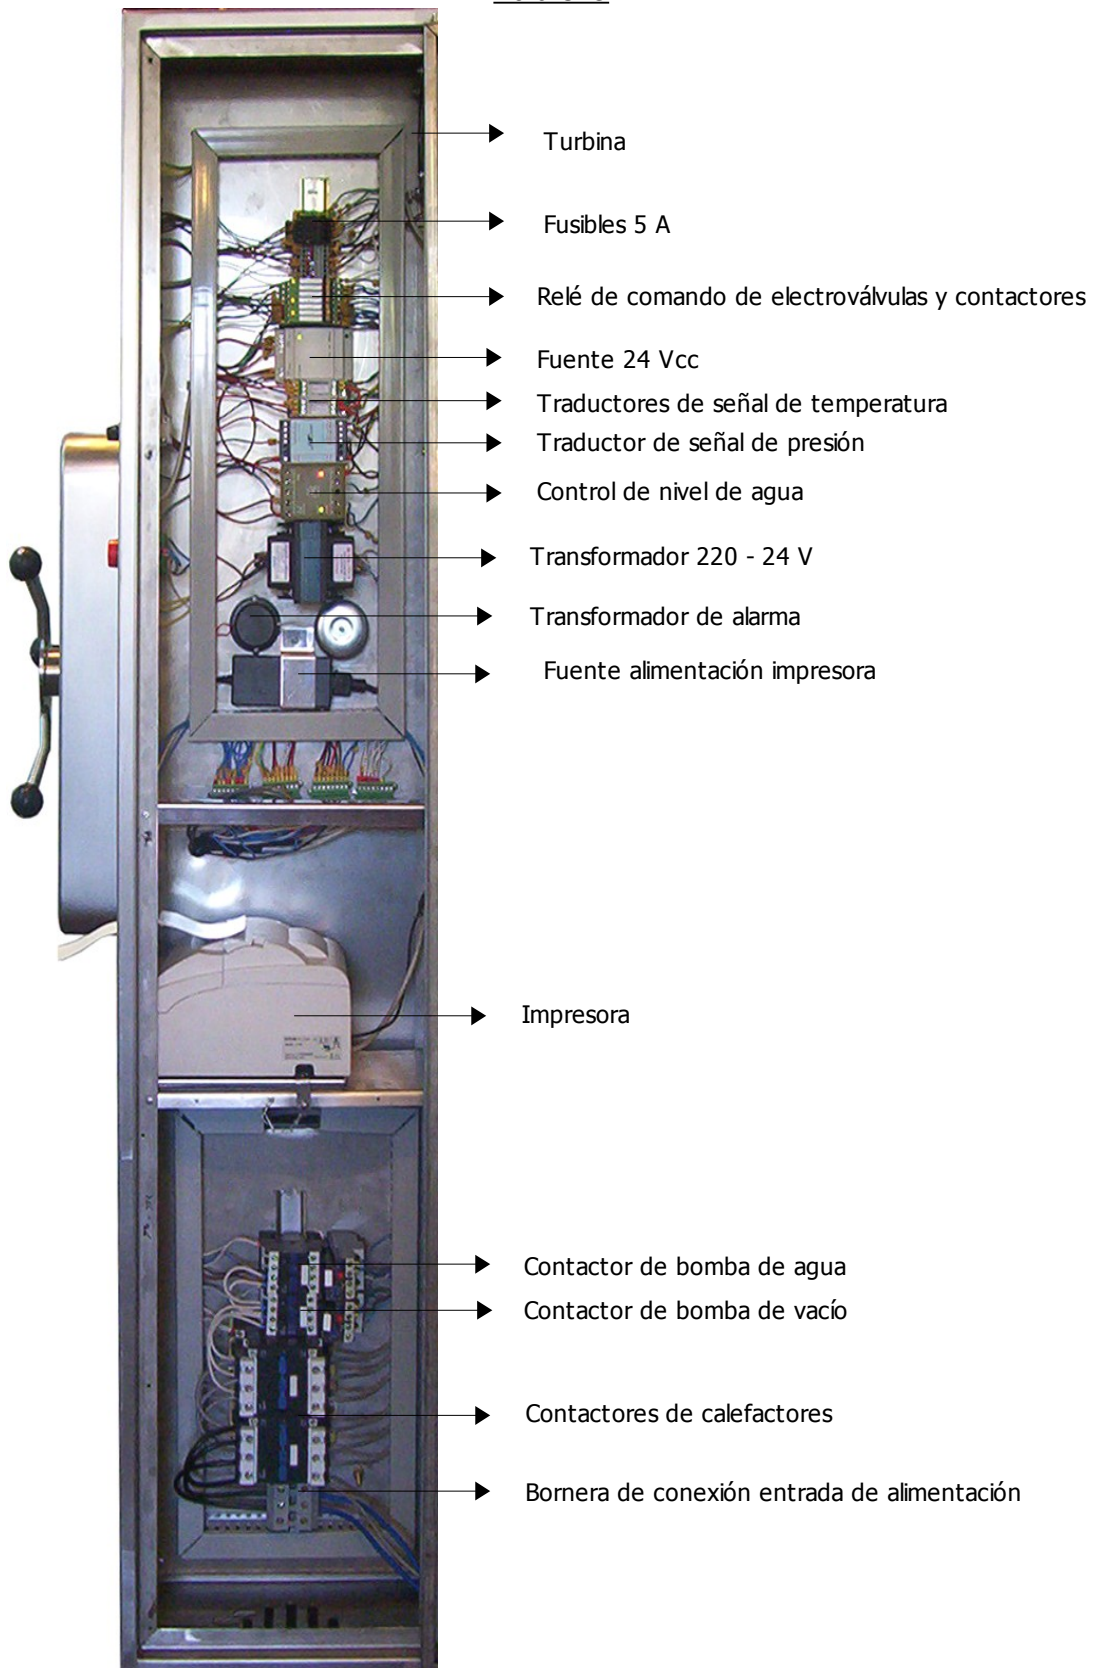 Turbina
Fusibles 5 A
Relé de comando de electroválvulas y contactores
Fuente 24 Vcc
Traductores de señal de temperatura
Traductor de señal de presión
Control de nivel de agua
Transformador 220 - 24 V
Transformador de alarma
Fuente alimentación impresora
Impresora
Contactor de bomba de agua
Contactor de bomba de vacío
Contactores de calefactores
Bornera de conexión entrada de alimentación